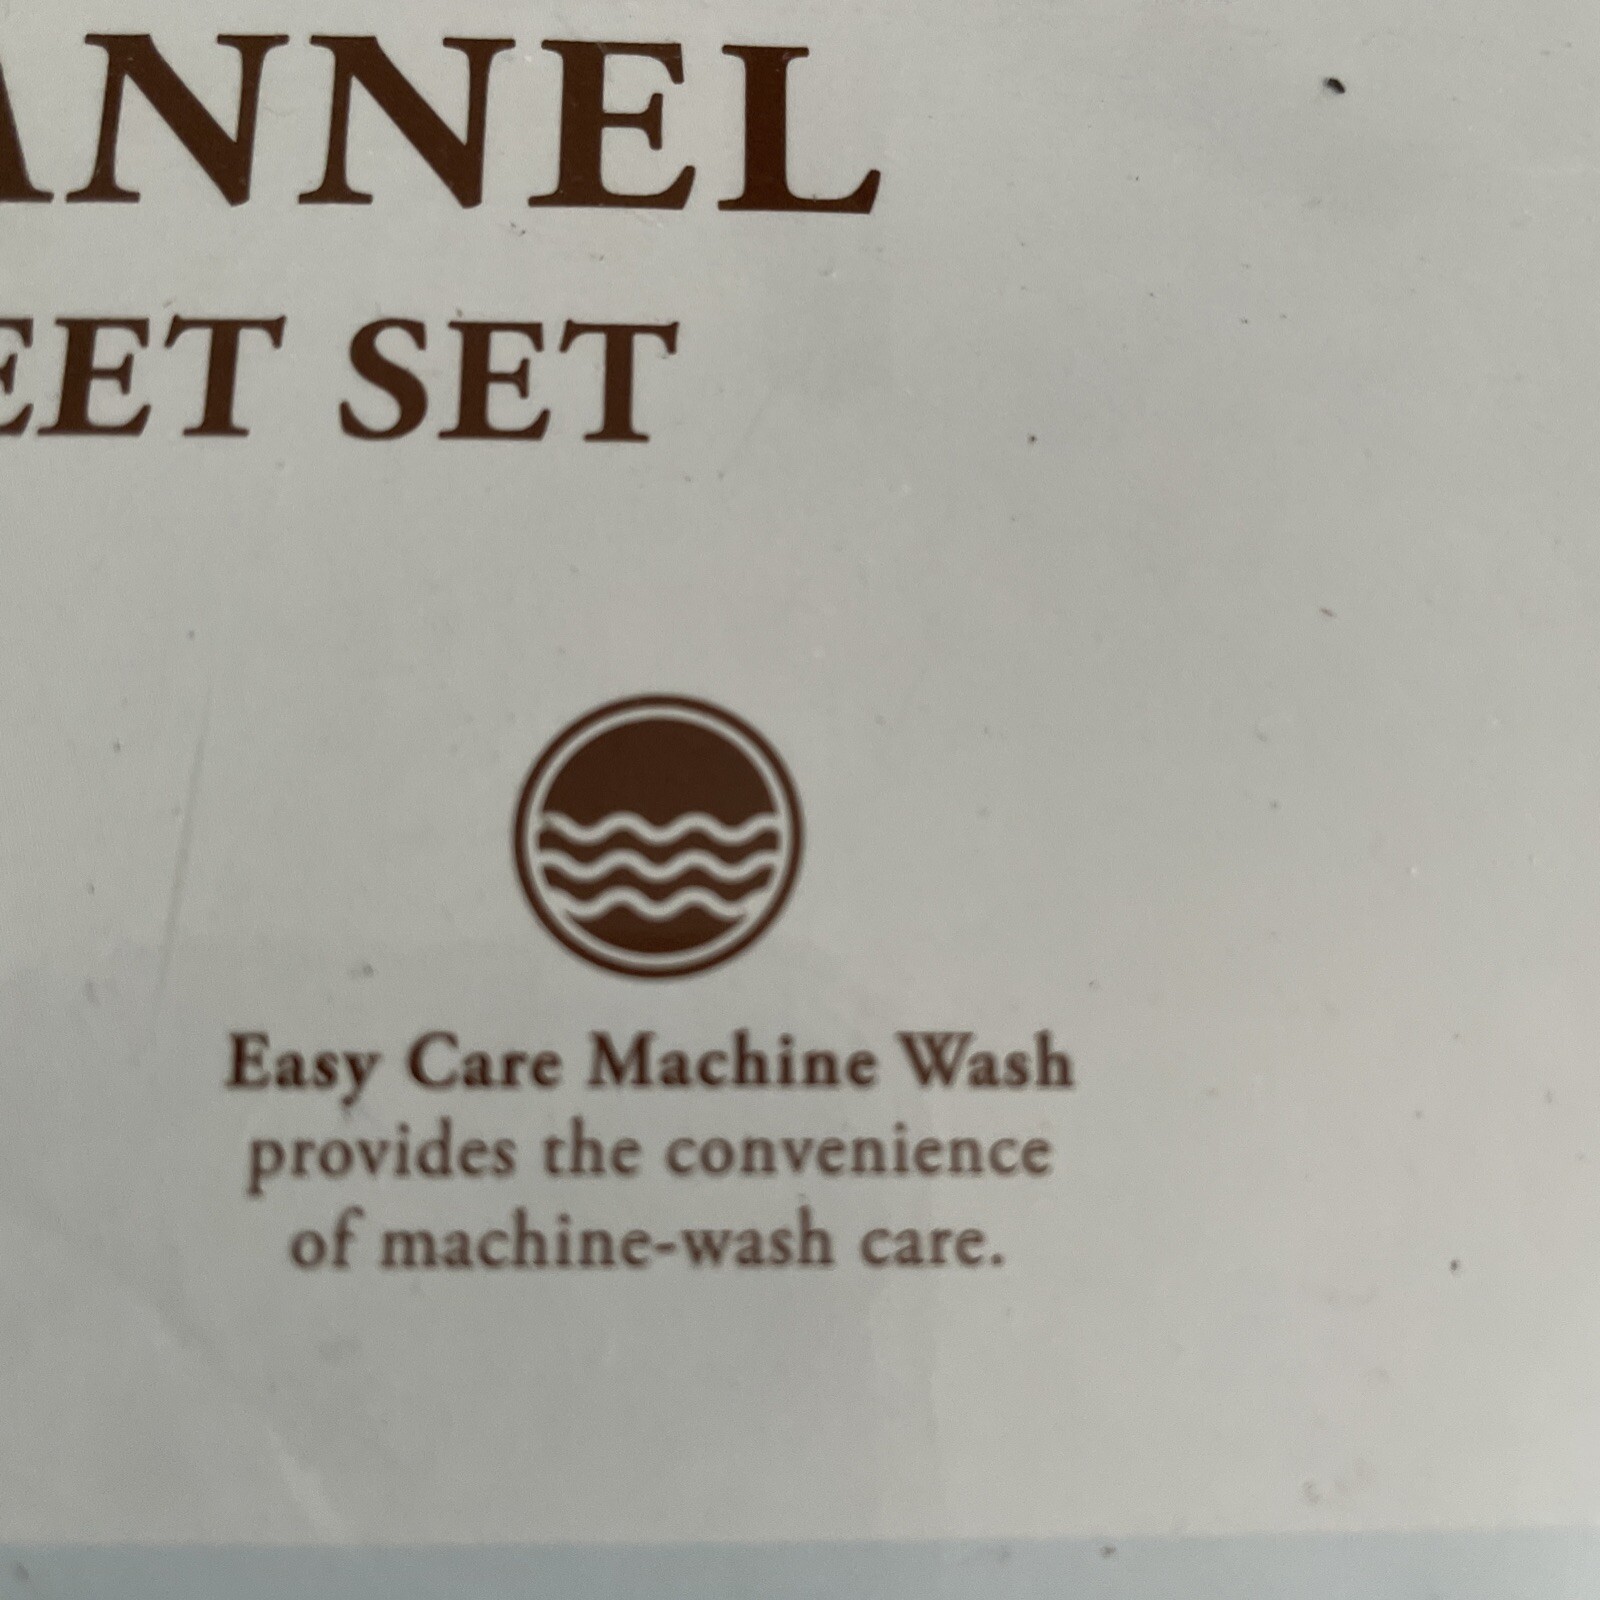 ANNEL
EET SET
Easy Care Machine Wash
provides the convenience
of machine-wash care.